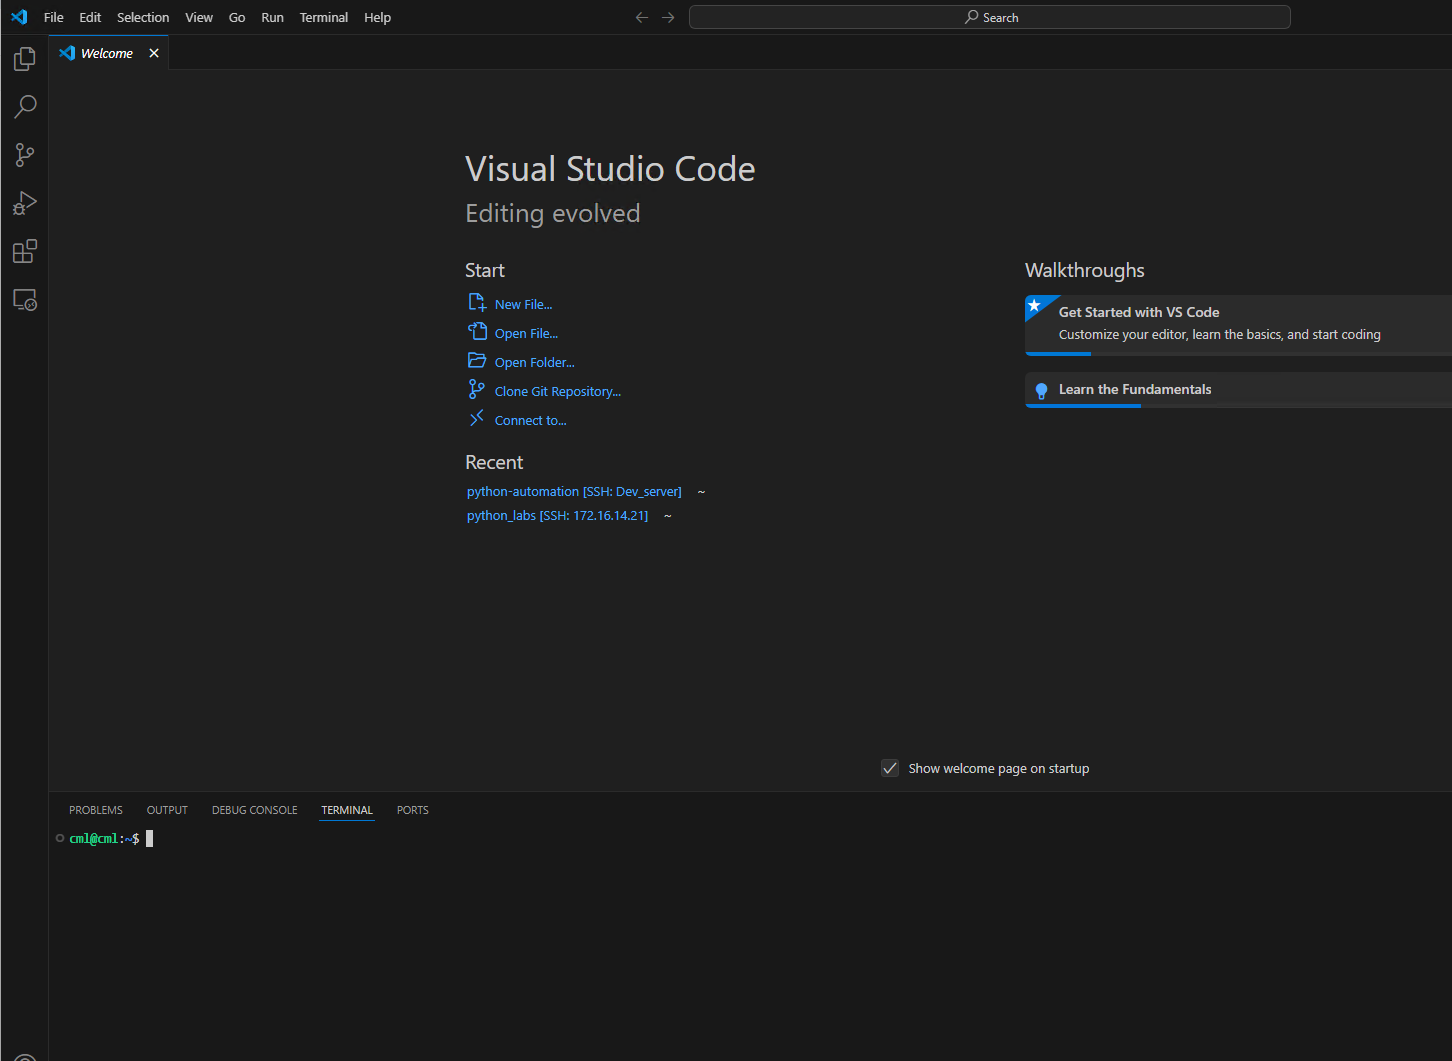 File Edit Selection View Go Run Terminal Help
Search
Welcome
Visual Studio Code
Editing evolved
Start
New File...
Open File...
Open Folder...
Clone Git Repository...
Connect to...
Recent
python-automation [SSH: Dev_server] ~
python_labs [SSH: 172.16.14.21] ~
Walkthroughs
Get Started with VS Code
Customize your editor, learn the basics, and start coding
Learn the Fundamentals
Show welcome page on startup
PROBLEMS OUTPUT DEBUG CONSOLE TERMINAL PORTS
cml@cml:~$